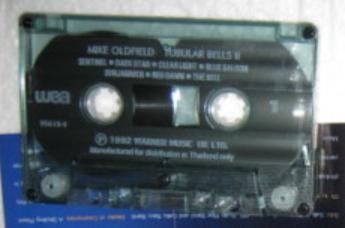 MIKE OLDFIELD TUBULAR BELLS II
SENTINEL • DARK STAR • CLEAR LIGHT • BLUE SALOON
SUNJAMMER • RED DAWN • THE BELL
wea
1
Ⓟ 1992 WARNER MUSIC UK LTD.
Manufactured for distribution in Thailand only